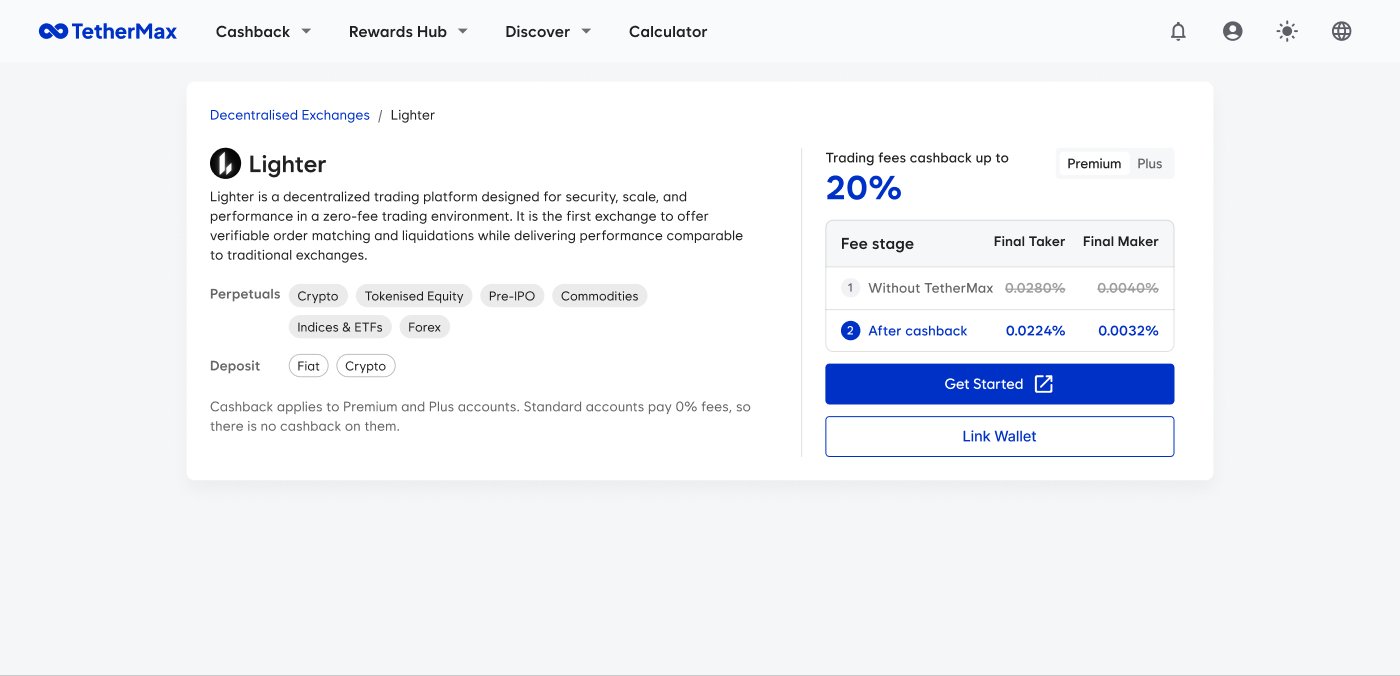 TetherMax Cashback Rewards Hub Discover Calculator
Decentralised Exchanges / Lighter
Lighter
Lighter is a decentralized trading platform designed for security, scale, and
performance in a zero-fee trading environment. It is the first exchange to offer
verifiable order matching and liquidations while delivering performance comparable
to traditional exchanges.
Perpetuals Crypto Tokenised Equity Pre-IPO Commodities
Indices & ETFs Forex
Deposit Fiat Crypto
Cashback applies to Premium and Plus accounts. Standard accounts pay 0% fees, so
there is no cashback on them.
Trading fees cashback up to
20%
Premium Plus
Fee stage Final Taker Final Maker
1 Without TetherMax 0.0280% 0.0040%
2 After cashback 0.0224% 0.0032%
Get Started
Link Wallet